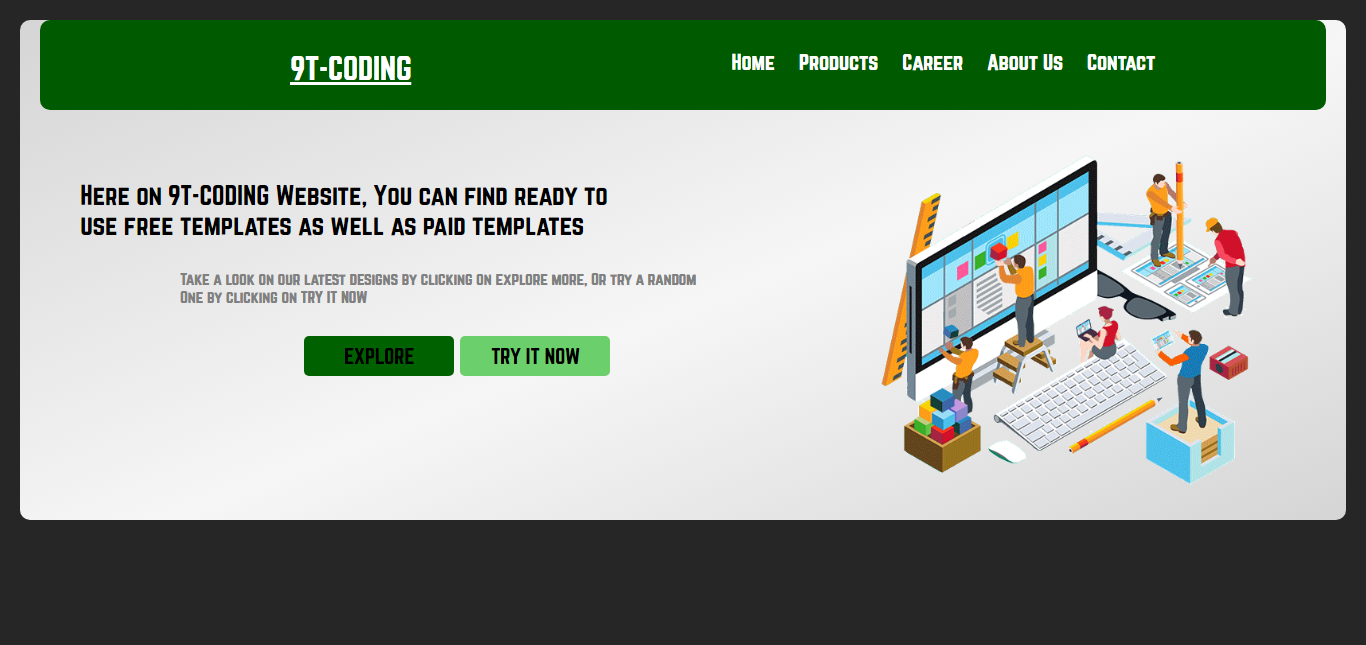 9T-CODING
Home Products Career About Us Contact
Here on 9T-CODING Website, You can find ready to
use free templates as well as paid templates
Take a look on our latest designs by clicking on explore more, Or try a random
One by clicking on TRY IT NOW
EXPLORE TRY IT NOW